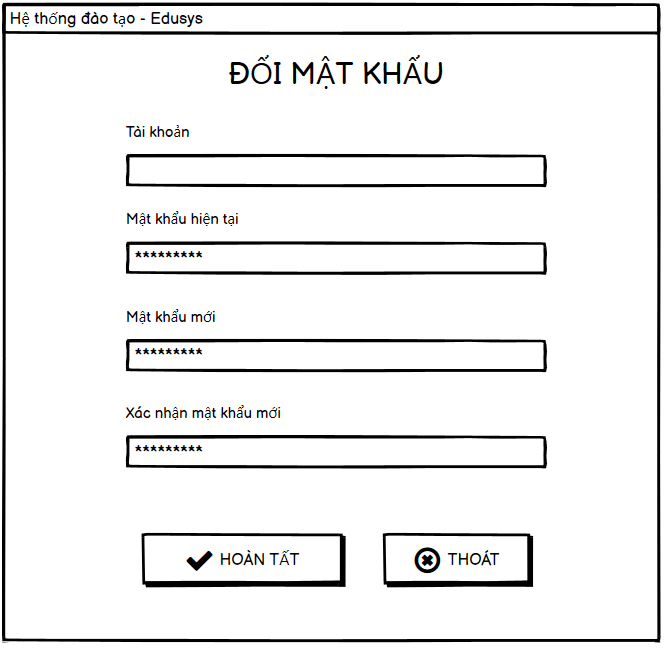 Hệ thống đào tạo - Edusys
ĐỔI MẬT KHẨU
Tài khoản
Mật khẩu hiện tại
*********
Mật khẩu mới
*********
Xác nhận mật khẩu mới
*********
HOÀN TẤT THOÁT